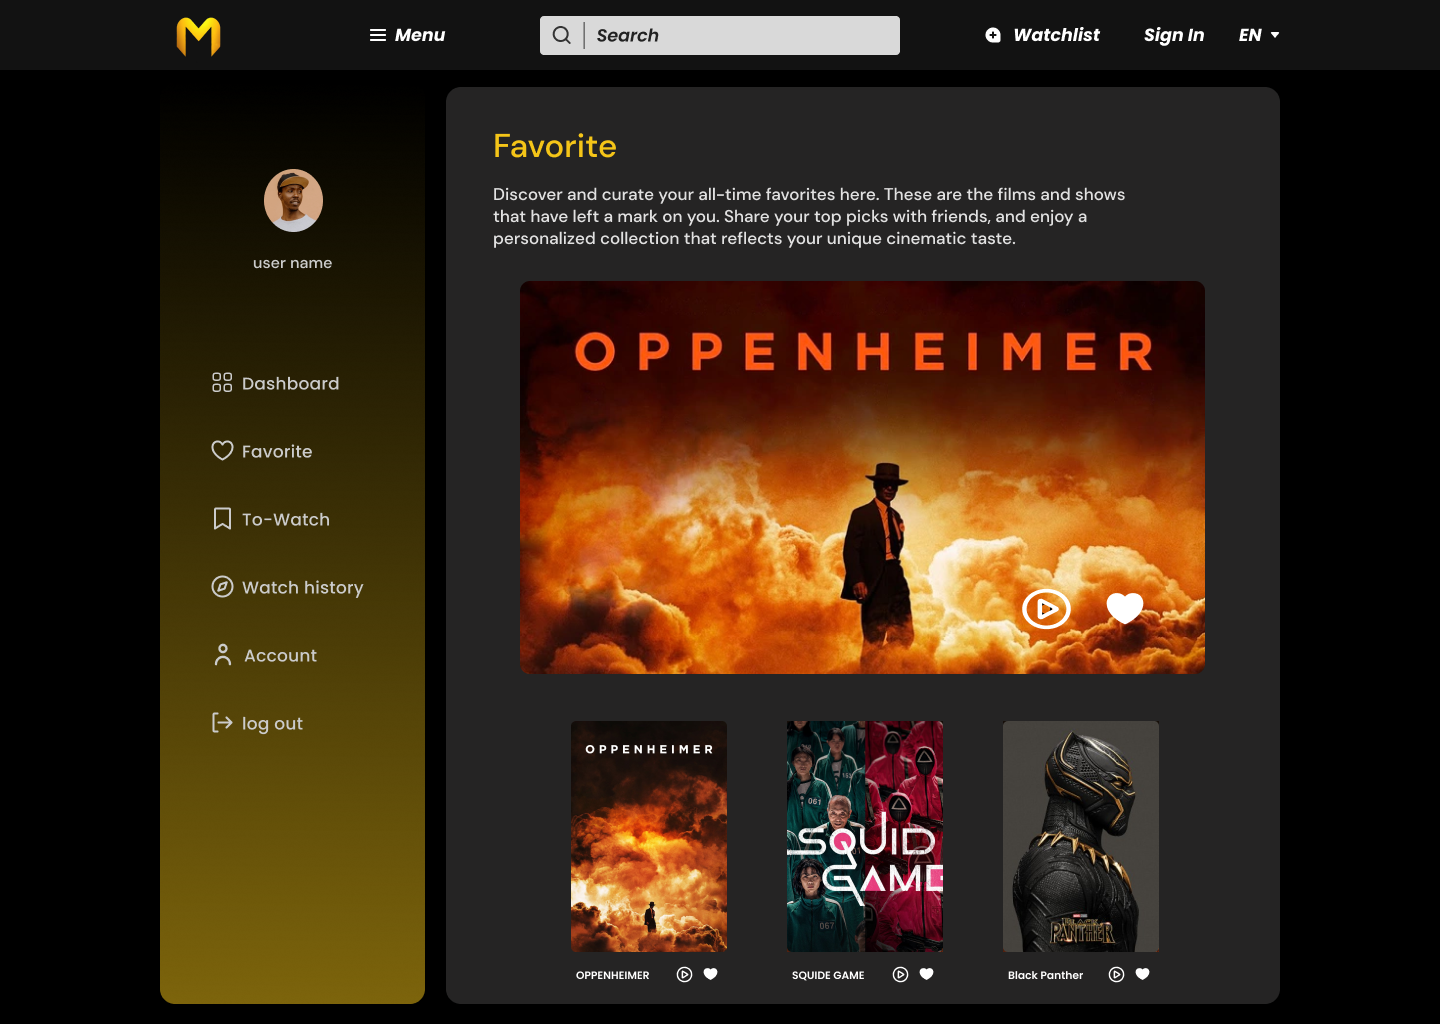 Menu
Search
Watchlist
Sign In
EN
user name
Dashboard
Favorite
To-Watch
Watch history
Account
log out
Favorite
Discover and curate your all-time favorites here. These are the films and shows
that have left a mark on you. Share your top picks with friends, and enjoy a
personalized collection that reflects your unique cinematic taste.
OPPENHEIMER
OPPENHEIMER
061
SQUID
GAME
067
BLACK
PANTHER
OPPENHEIMER
SQUIDE GAME
Black Panther